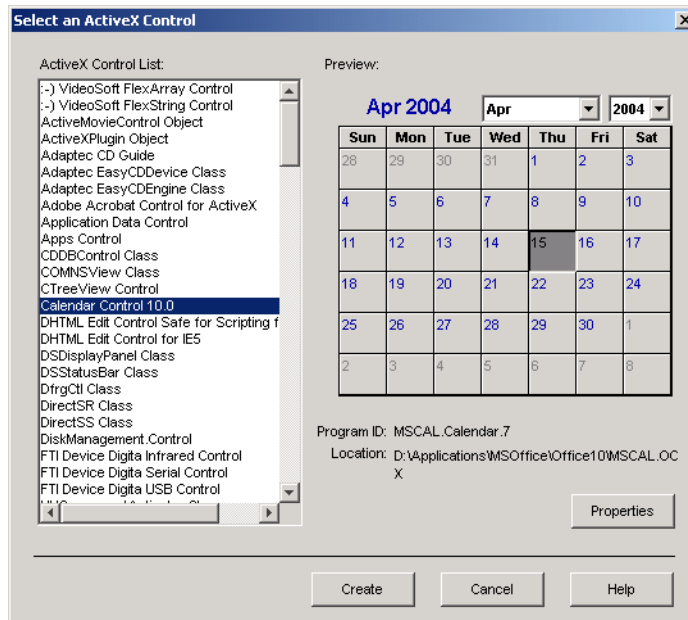 Select an ActiveX Control
ActiveX Control List:
:-) VideoSoft FlexArray Control
:-) VideoSoft FlexString Control
ActiveMovieControl Object
ActiveXPlugin Object
Adaptec CD Guide
Adaptec EasyCDDevice Class
Adaptec EasyCDEngine Class
Adobe Acrobat Control for ActiveX
Application Data Control
Apps Control
CDDBControl Class
COMNSView Class
CTreeView Control
Calendar Control 10.0
DHTML Edit Control Safe for Scripting f
DHTML Edit Control for IE5
DSDisplayPanel Class
DSStatusBar Class
DfrgCtl Class
DirectSR Class
DirectSS Class
DiskManagement.Control
FTI Device Digita Infrared Control
FTI Device Digita Serial Control
FTI Device Digita USB Control
Preview:
Apr 2004 Apr 2004
Sun Mon Tue Wed Thu Fri Sat
28 29 30 31 1 2 3
4 5 6 7 8 9 10
11 12 13 14 15 16 17
18 19 20 21 22 23 24
25 26 27 28 29 30 1
2 3 4 5 6 7 8
Program ID: MSCAL.Calendar.7
Location: D:\Applications\MSOffice\Office10\MSCAL.OC
X
Properties
Create Cancel Help